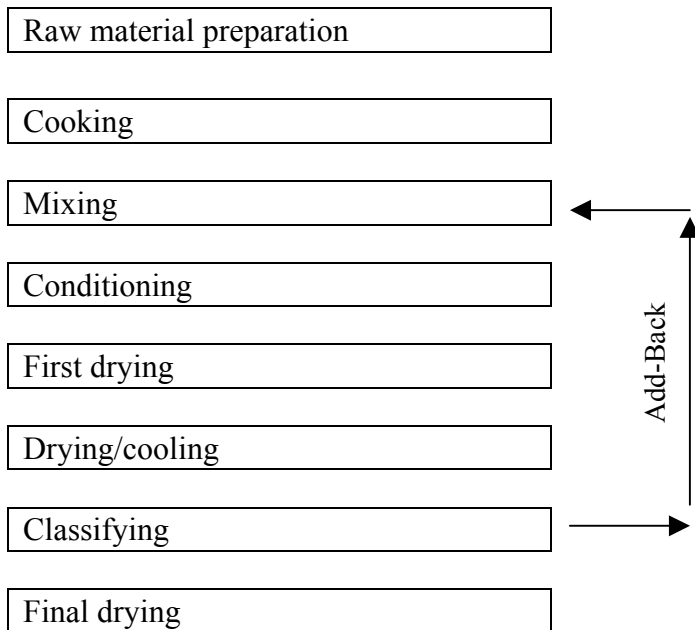 Raw material preparation
Cooking
Mixing
Conditioning
First drying
Drying/cooling
Classifying
Final drying
Add-Back